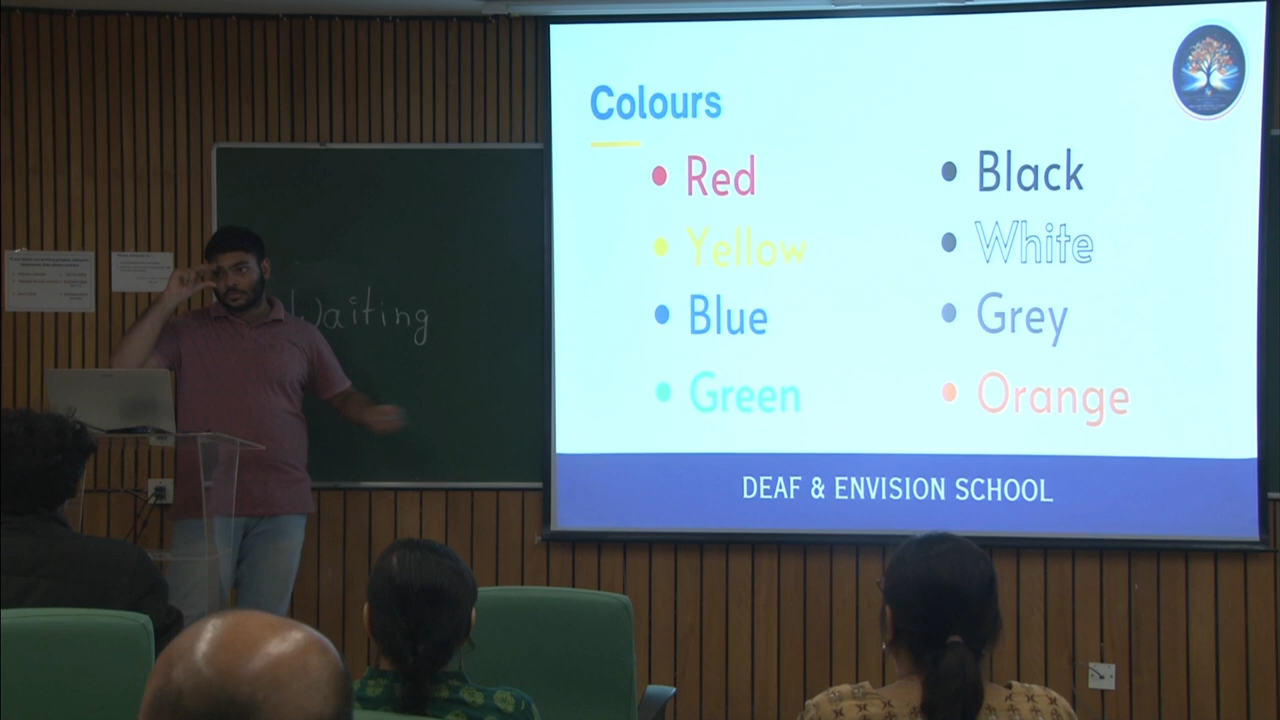 Colours
Red
Yellow
Blue
Green
Black
White
Grey
Orange
DEAF & ENVISION SCHOOL
Waiting